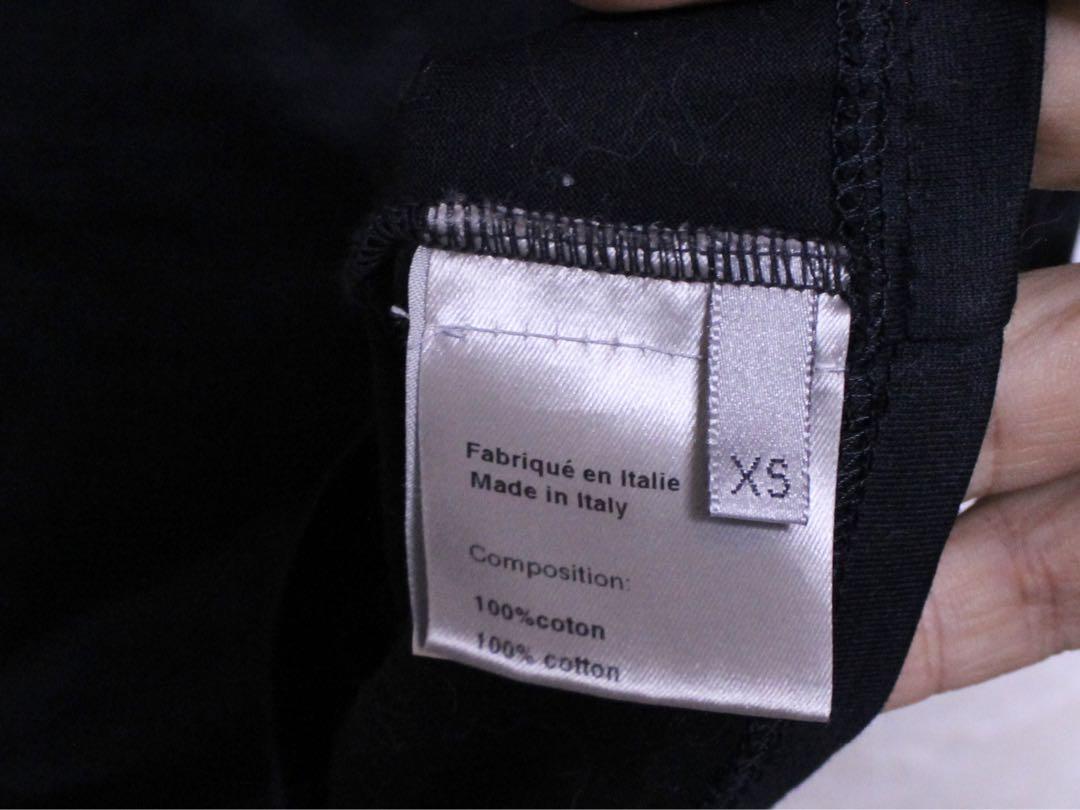 Fabriqué en Italie
Made in Italy
XS
Composition:
100%coton
100% cotton